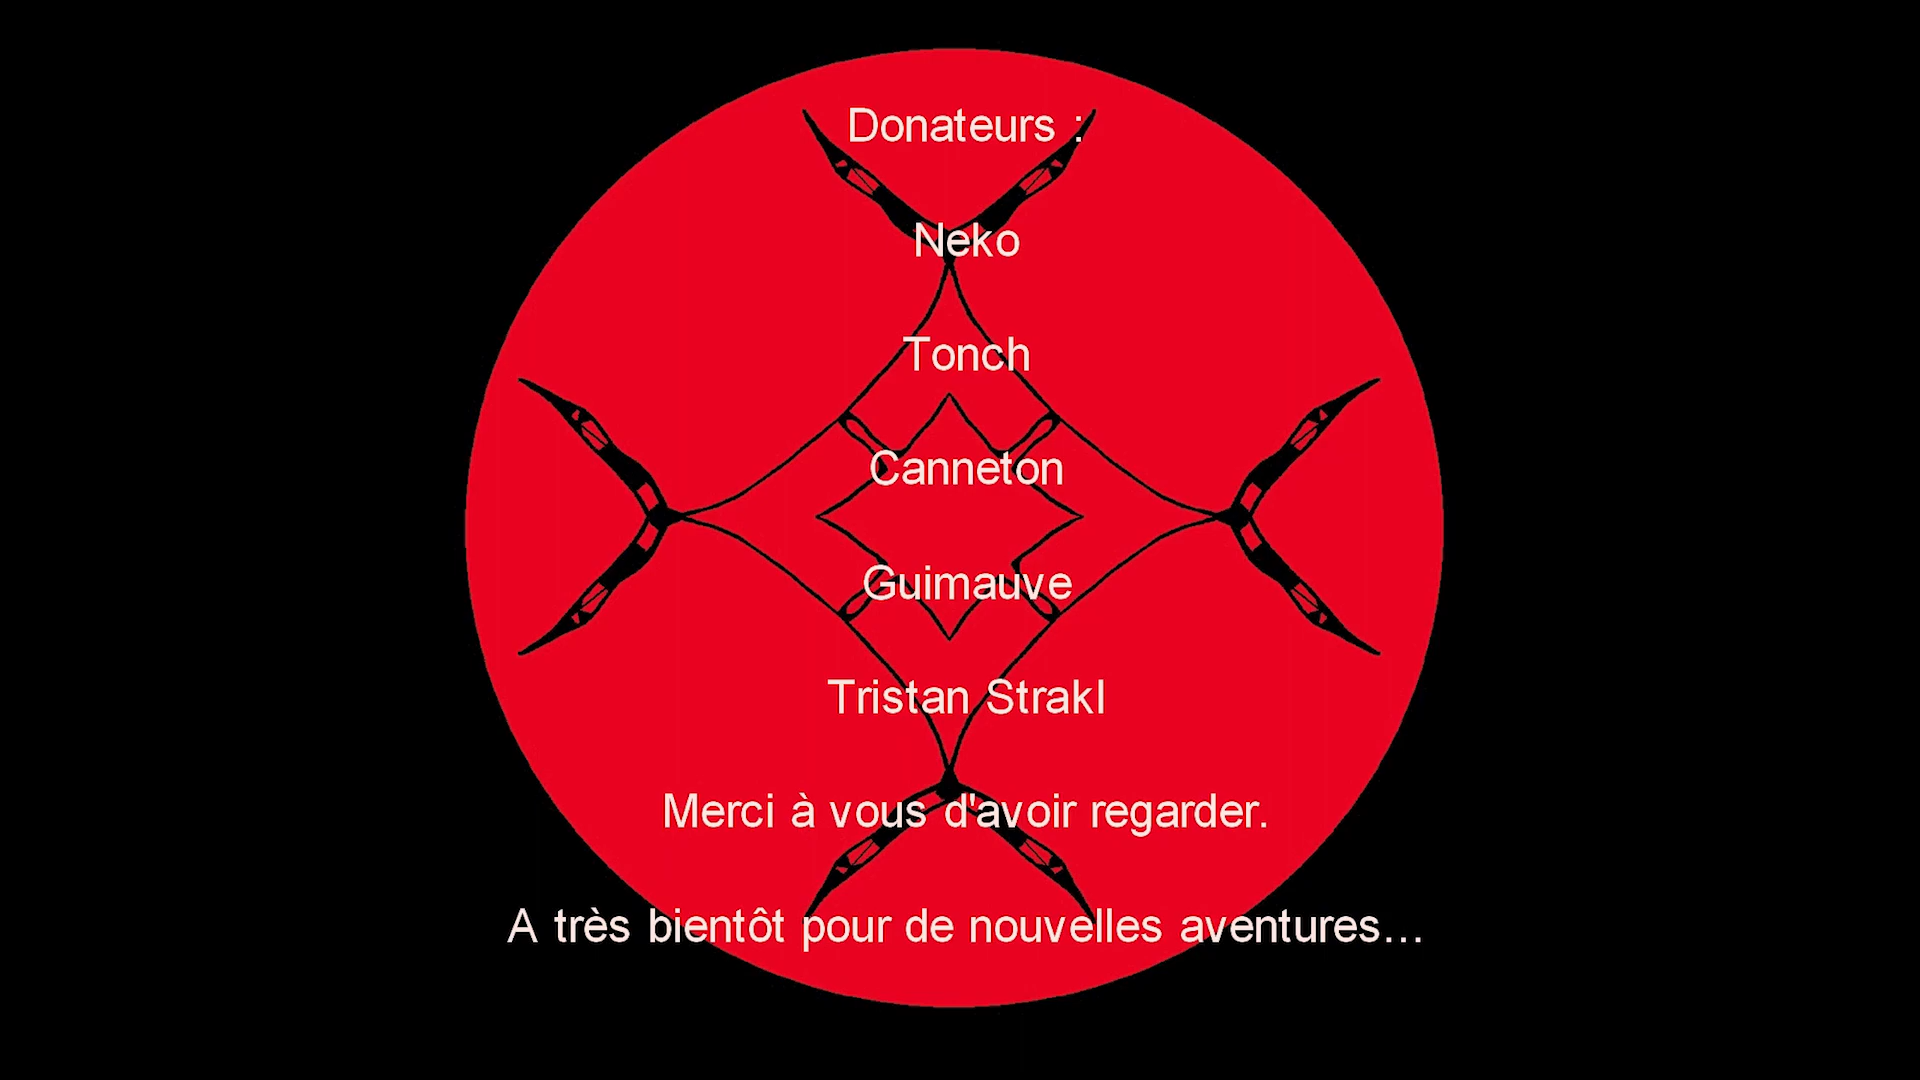 Donateurs :
Neko
Tonch
Canneton
Guimauve
Tristan Strakl
Merci à vous d'avoir regarder.
A très bientôt pour de nouvelles aventures...